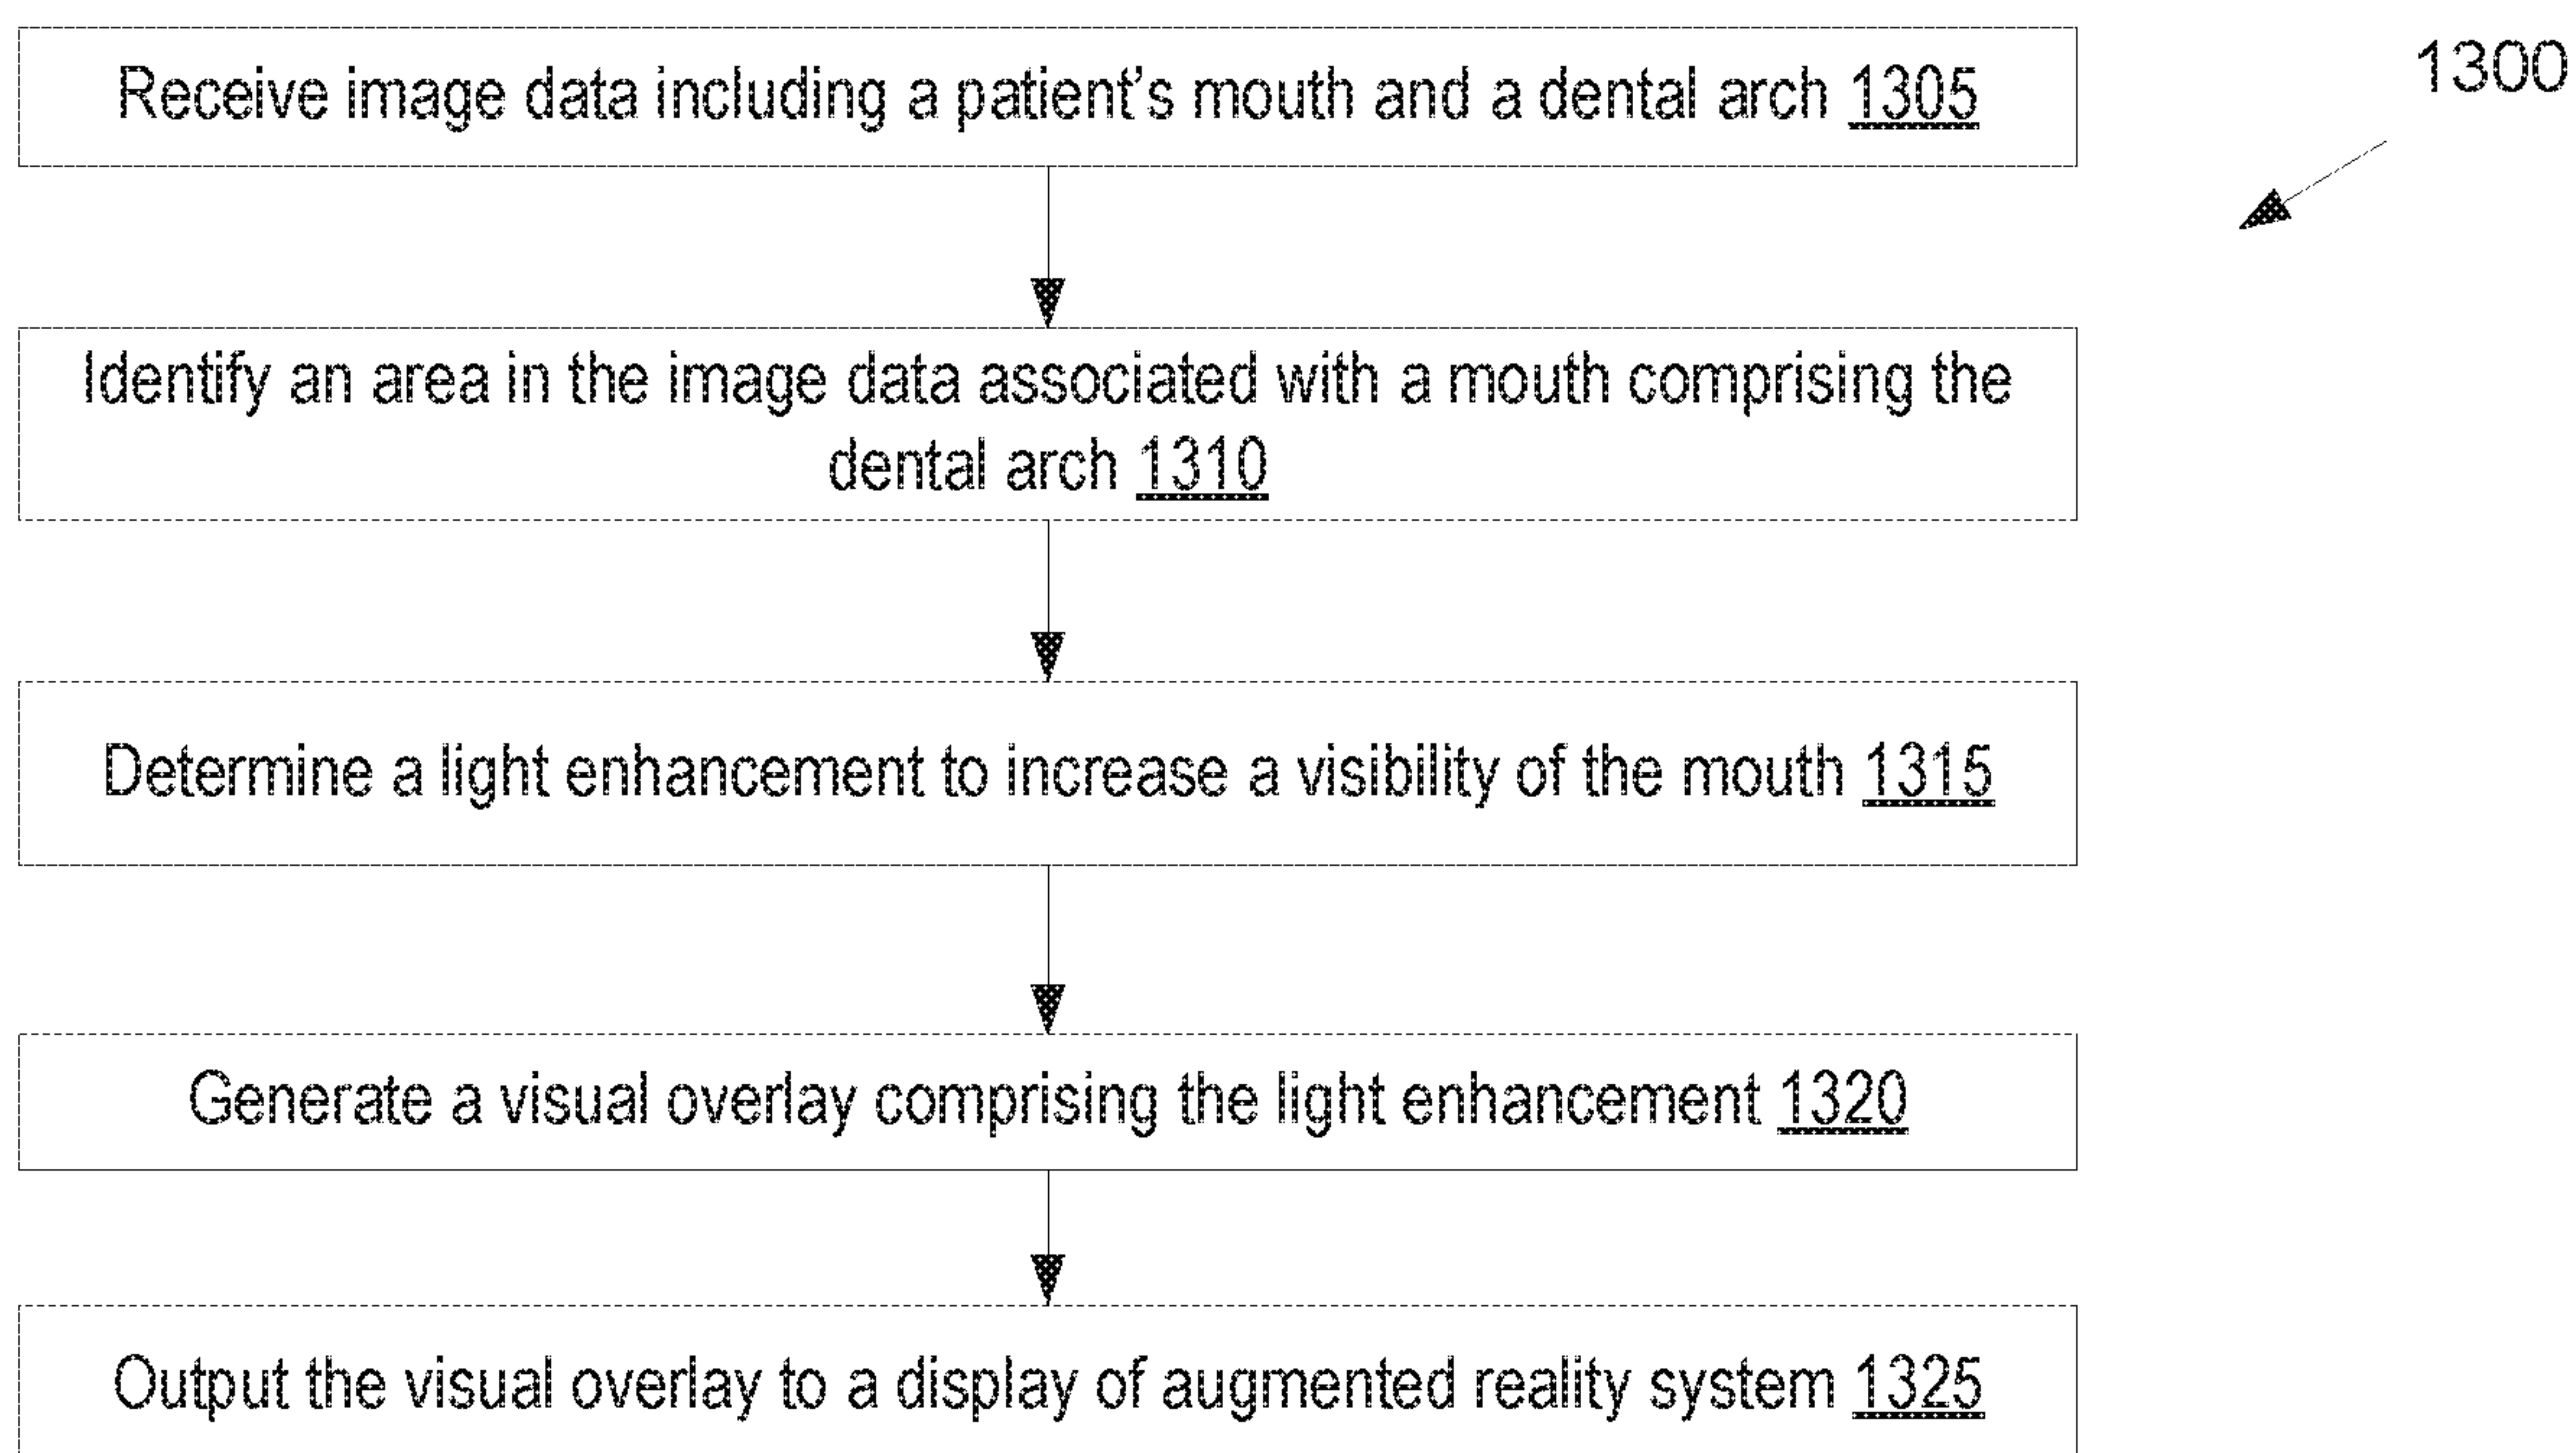 Receive image data including a patient's mouth and a dental arch 1305
1300
Identify an area in the image data associated with a mouth comprising the
dental arch 1310
Determine a light enhancement to increase a visibility of the mouth 1315
Generate a visual overlay comprising the light enhancement 1320
Output the visual overlay to a display of augmented reality system 1325